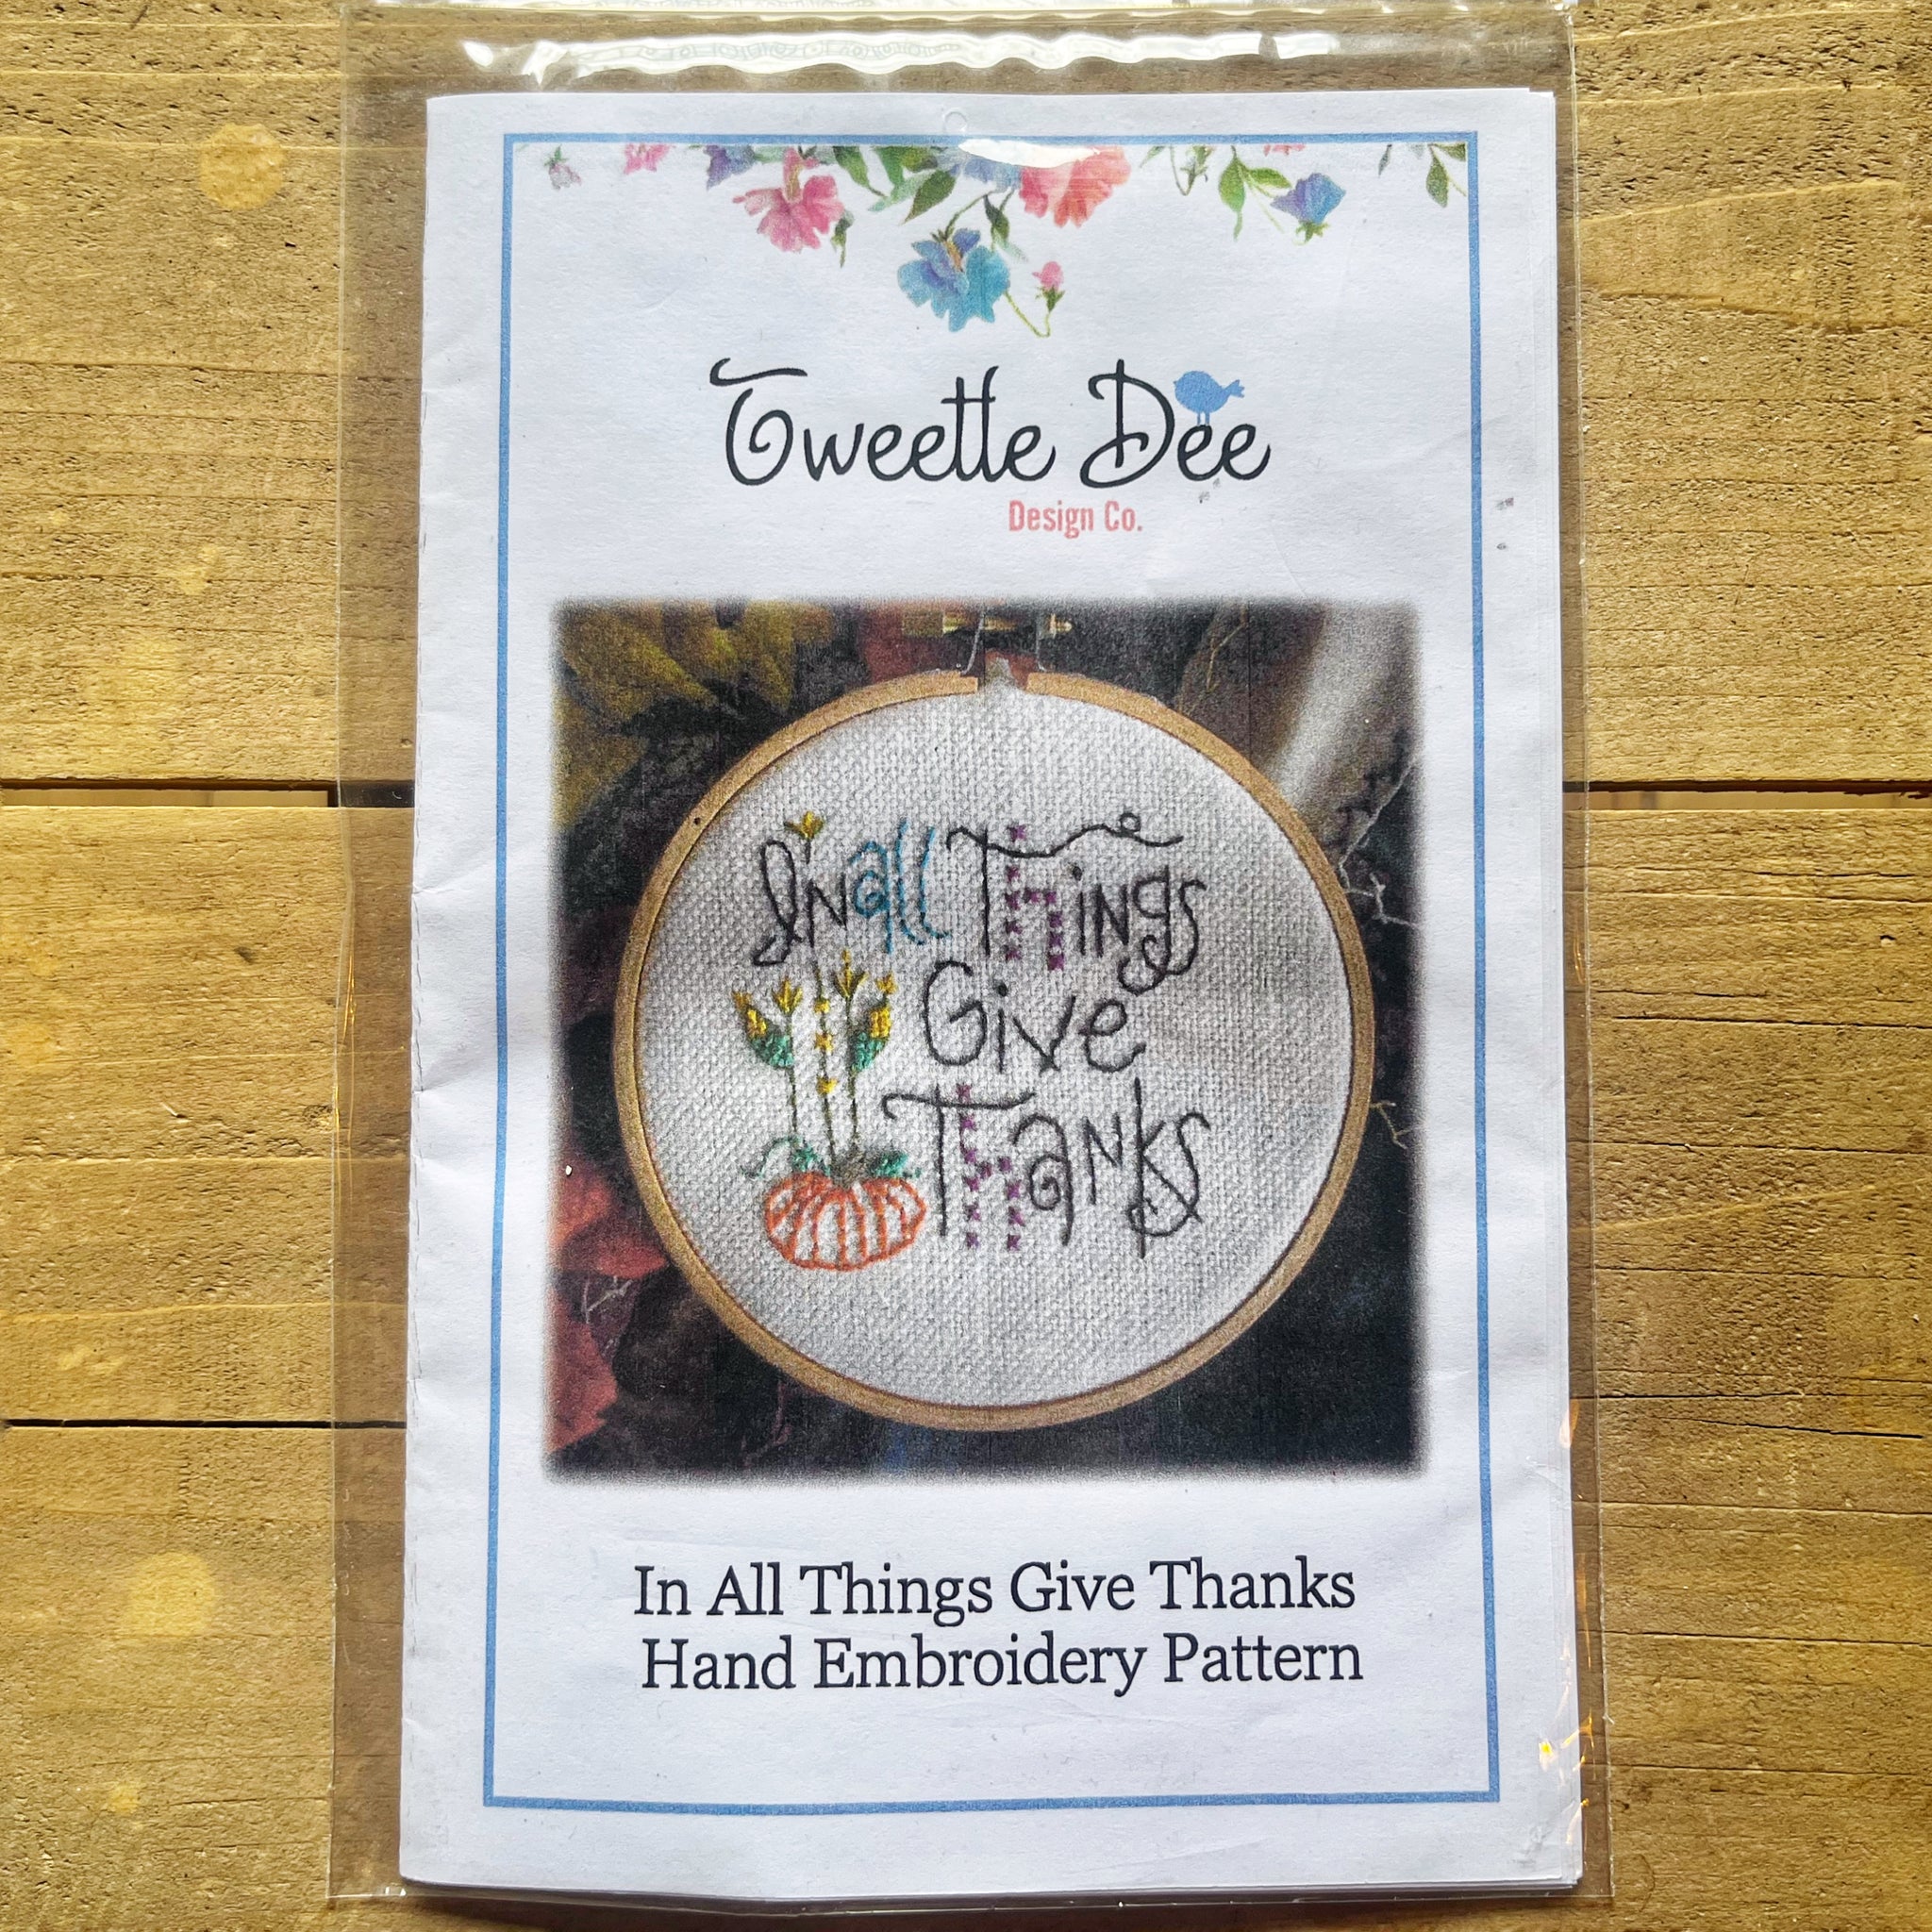 Tweetle Dee
Design Co.
In all Things
Give
Thanks
In All Things Give Thanks
Hand Embroidery Pattern